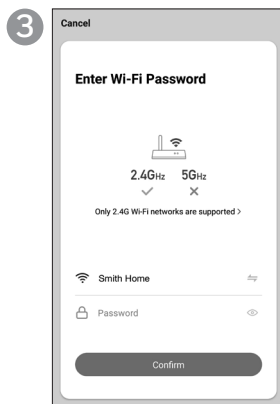 3
Cancel
Enter Wi-Fi Password
2.4GHz 5GHz
Only 2.4G Wi-Fi networks are supported >
Smith Home
Password
Confirm